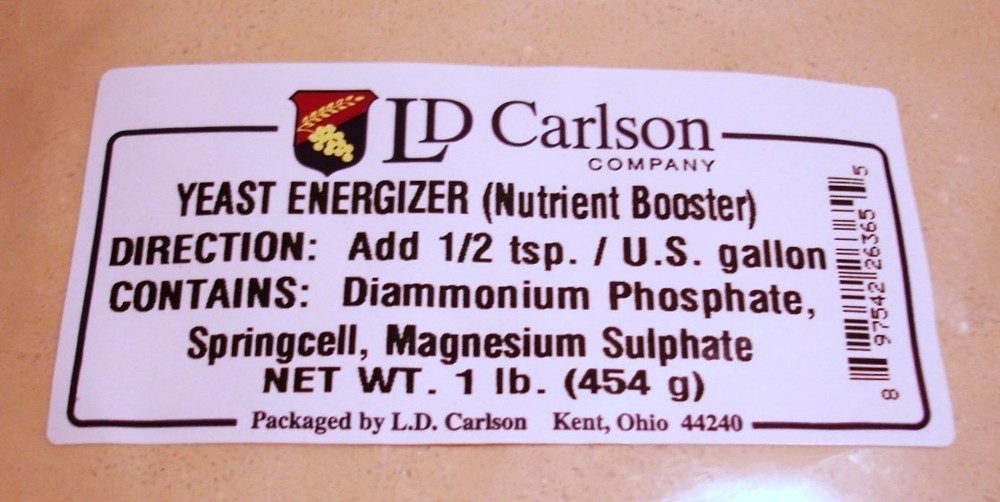 LD Carlson
COMPANY
YEAST ENERGIZER (Nutrient Booster)
DIRECTION: Add 1/2 tsp. / U.S. gallon
CONTAINS: Diammonium Phosphate,
Springcell, Magnesium Sulphate
NET WT. 1 lb. (454 g)
Packaged by L.D. Carlson Kent, Ohio 44240
8 97542 26365 5